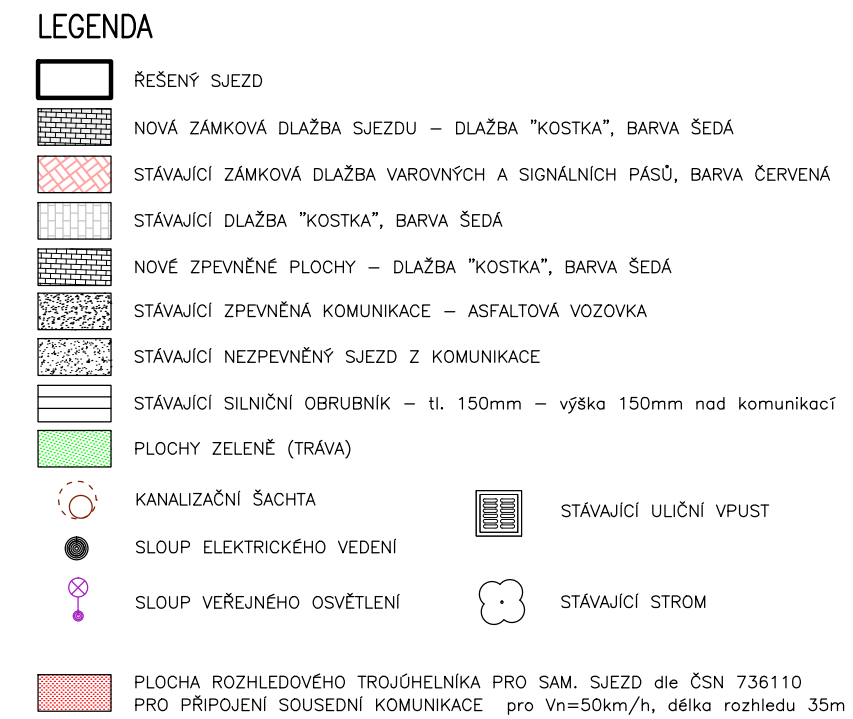 LEGENDA
ŘEŠENÝ SJEZD
NOVÁ ZÁMKOVÁ DLAŽBA SJEZDU – DLAŽBA "KOSTKA", BARVA ŠEDÁ
STÁVAJÍCÍ ZÁMKOVÁ DLAŽBA VAROVNÝCH A SIGNÁLNÍCH PÁSŮ, BARVA ČERVENÁ
STÁVAJÍCÍ DLAŽBA "KOSTKA", BARVA ŠEDÁ
NOVÉ ZPEVNĚNÉ PLOCHY – DLAŽBA "KOSTKA", BARVA ŠEDÁ
STÁVAJÍCÍ ZPEVNĚNÁ KOMUNIKACE – ASFALTOVÁ VOZOVKA
STÁVAJÍCÍ NEZPEVNĚNÝ SJEZD Z KOMUNIKACE
STÁVAJÍCÍ SILNIČNÍ OBRUBNÍK – tl. 150mm – výška 150mm nad komunikací
PLOCHY ZELENĚ (TRÁVA)
KANALIZAČNÍ ŠACHTA
STÁVAJÍCÍ ULIČNÍ VPUST
SLOUP ELEKTRICKÉHO VEDENÍ
SLOUP VEŘEJNÉHO OSVĚTLENÍ
STÁVAJÍCÍ STROM
PLOCHA ROZHLEDOVÉHO TROJÚHELNÍKA PRO SAM. SJEZD dle ČSN 736110
PRO PŘIPOJENÍ SOUSEDNÍ KOMUNIKACE pro Vn=50km/h, délka rozhledu 35m